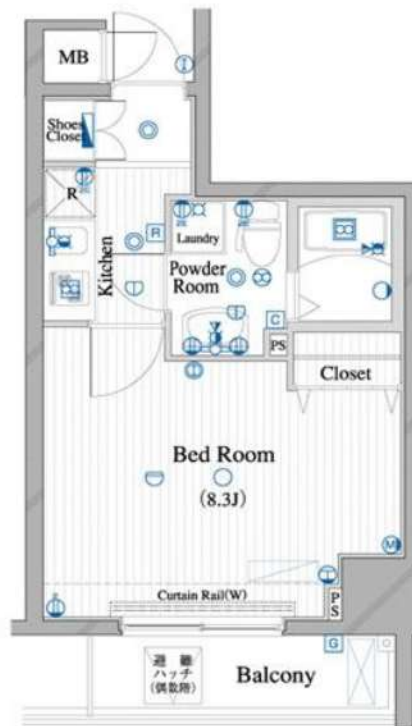 MB
Shoes
Closet
R
R
Laundry
Kitchen
Powder
Room
C
PS
Closet
Bed Room
(8.3J)
M
Curtain Rail(W)
P
S
G
避難
ハッチ
(偶数階)
Balcony